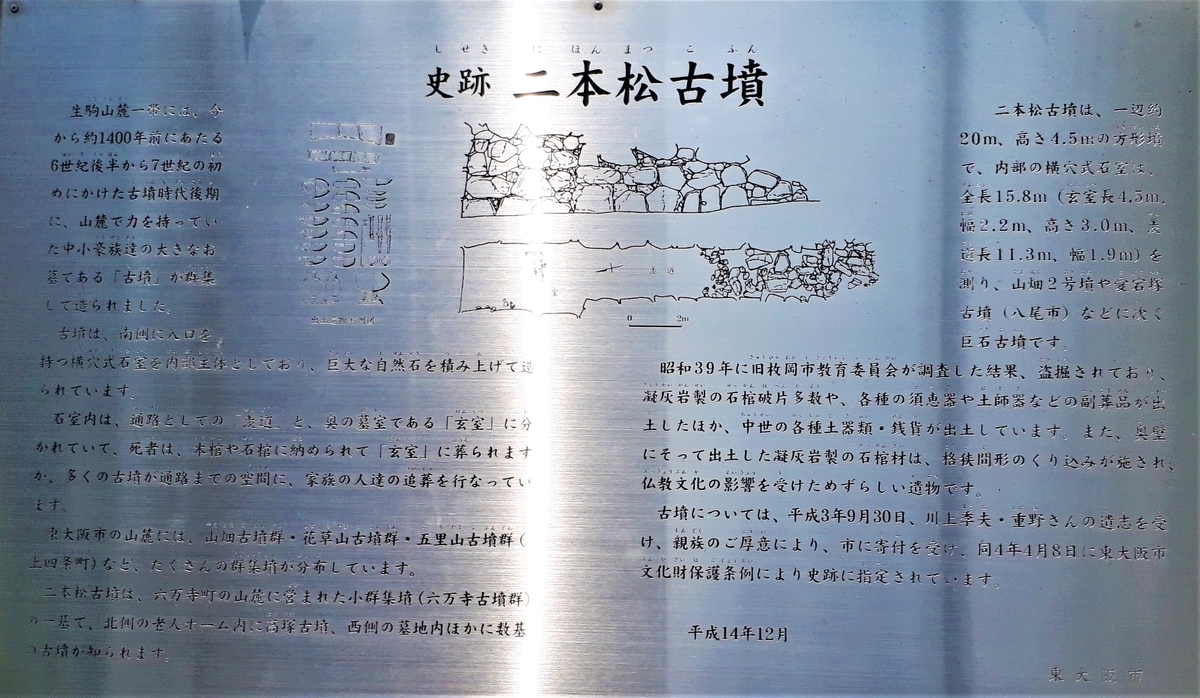 しせき にほんまつこふん
史跡 二本松古墳
生駒山麓一帯には、今
から約1400年前にあたる
6世紀後半から7世紀の初
めにかけた古墳時代後期
に、山麓で力を持ってい
た中小豪族達の大きなお
墓である「古墳」が群集
して造られました。
古墳は、南側に入口を
持つ横穴式石室を内部主体としており、巨大な自然石を積み上げて造
られています。
石室内は、通路としての「羨道」と、奥の墓室である「玄室」に分
かれていて、死者は、木棺や石棺に納められて「玄室」に葬られます
が、多くの古墳が通路までの空間に、家族の人達の追葬を行なってい
ます。
東大阪市の山麓には、山畑古墳群・花草山古墳群・五里山古墳群(
上四条町)など、たくさんの群集墳が分布しています。
二本松古墳は、六万寺町の山麓に営まれた小群集墳(六万寺古墳群)
の一基で、北側の老人ホーム内に高塚古墳、西側の墓地内ほかに数基
の古墳が知られます。
室
羨道
0 2m
二本松古墳は、一辺約
20m、高さ4.5mの方形墳
で、内部の横穴式石室は、
全長15.8m(玄室長4.5m、
幅2.2m、高さ3.0m、羨
道長11.3m、幅1.9m)を
測り、山畑2号墳や愛宕塚
古墳(八尾市)などに次ぐ
巨石古墳です。
昭和39年に旧枚岡市教育委員会が調査した結果、盗掘されており、
凝灰岩製の石棺破片多数や、各種の須恵器や土師器などの副葬品が出
土したほか、中世の各種土器類・銭貨が出土しています。また、奥壁
にそって出土した凝灰岩製の石棺材は、格狭間形のくり込みが施され、
仏教文化の影響を受けためずらしい遺物です。
古墳については、平成3年9月30日、川上季夫・重野さんの遺志を受
け、親族のご厚意により、市に寄付を受け、同4年4月8日に東大阪市
文化財保護条例により史跡に指定されています。
平成14年12月
東大阪市